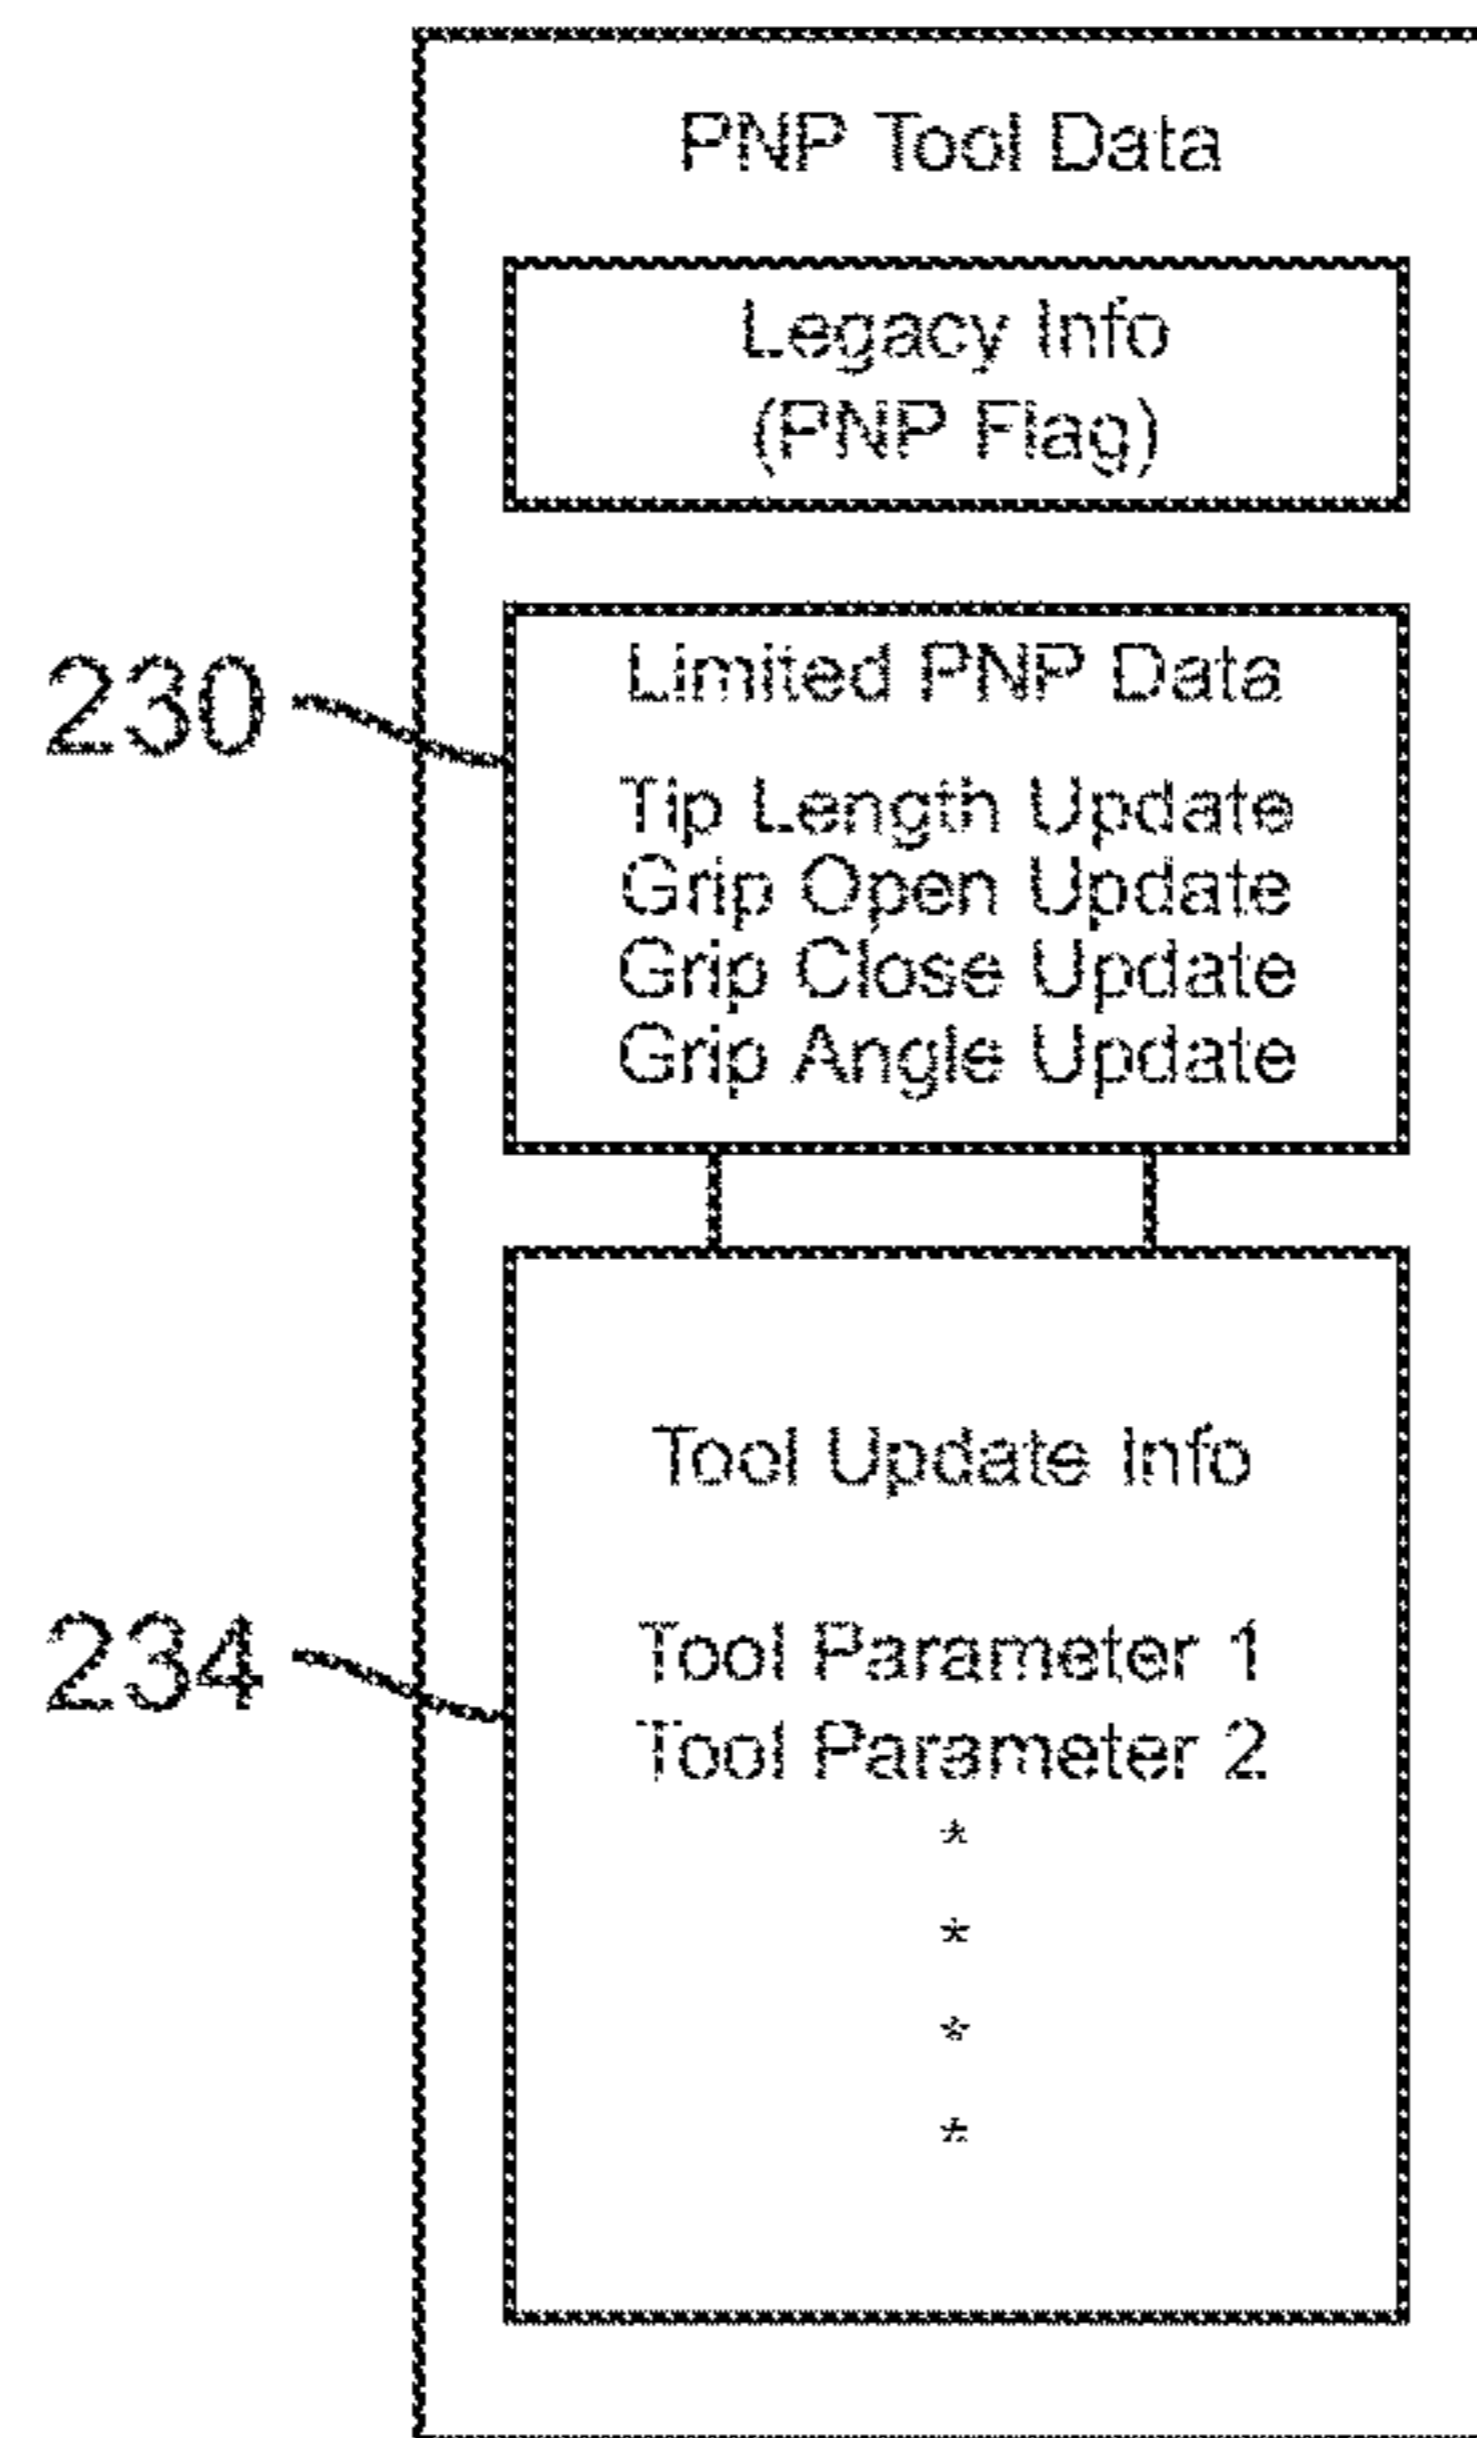 PNP Tool Data
Legacy Info
(PNP Flag)
230
Limited PNP Data
Tip Length Update
Grip Open Update
Grip Close Update
Grip Angle Update
Tool Update Info
234
Tool Parameter 1
Tool Parameter 2
*
*
*
*